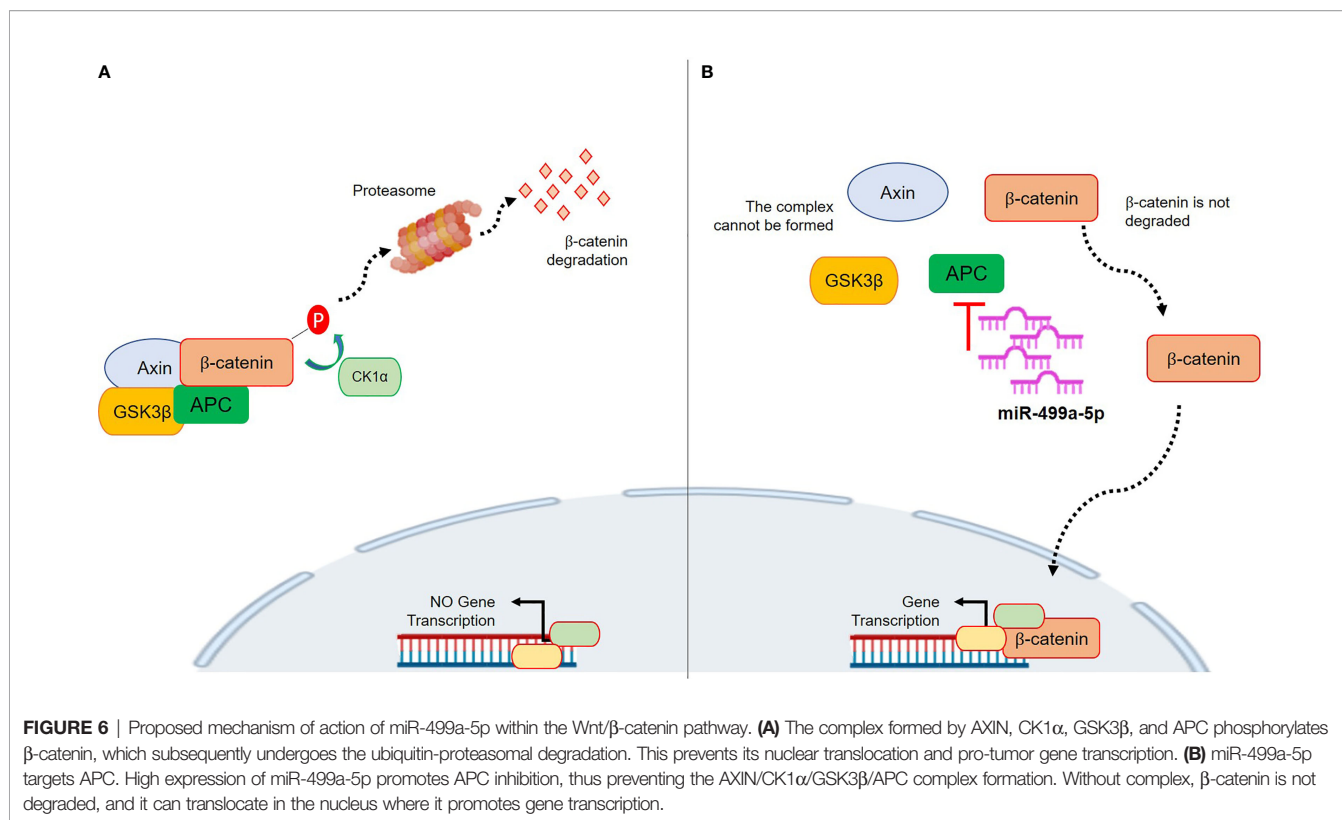 A
Proteasome
β-catenin
degradation
P
Axin
β-catenin
CK1α
GSK3β
APC
NO Gene
Transcription
B
Axin
β-catenin
The complex
cannot be formed
β-catenin is not
degraded
GSK3β
APC
β-catenin
miR-499a-5p
Gene
Transcription
β-catenin
FIGURE 6 | Proposed mechanism of action of miR-499a-5p within the Wnt/β-catenin pathway. (A) The complex formed by AXIN, CK1α, GSK3β, and APC phosphorylates
β-catenin, which subsequently undergoes the ubiquitin-proteasomal degradation. This prevents its nuclear translocation and pro-tumor gene transcription. (B) miR-499a-5p
targets APC. High expression of miR-499a-5p promotes APC inhibition, thus preventing the AXIN/CK1α/GSK3β/APC complex formation. Without complex, β-catenin is not
degraded, and it can translocate in the nucleus where it promotes gene transcription.